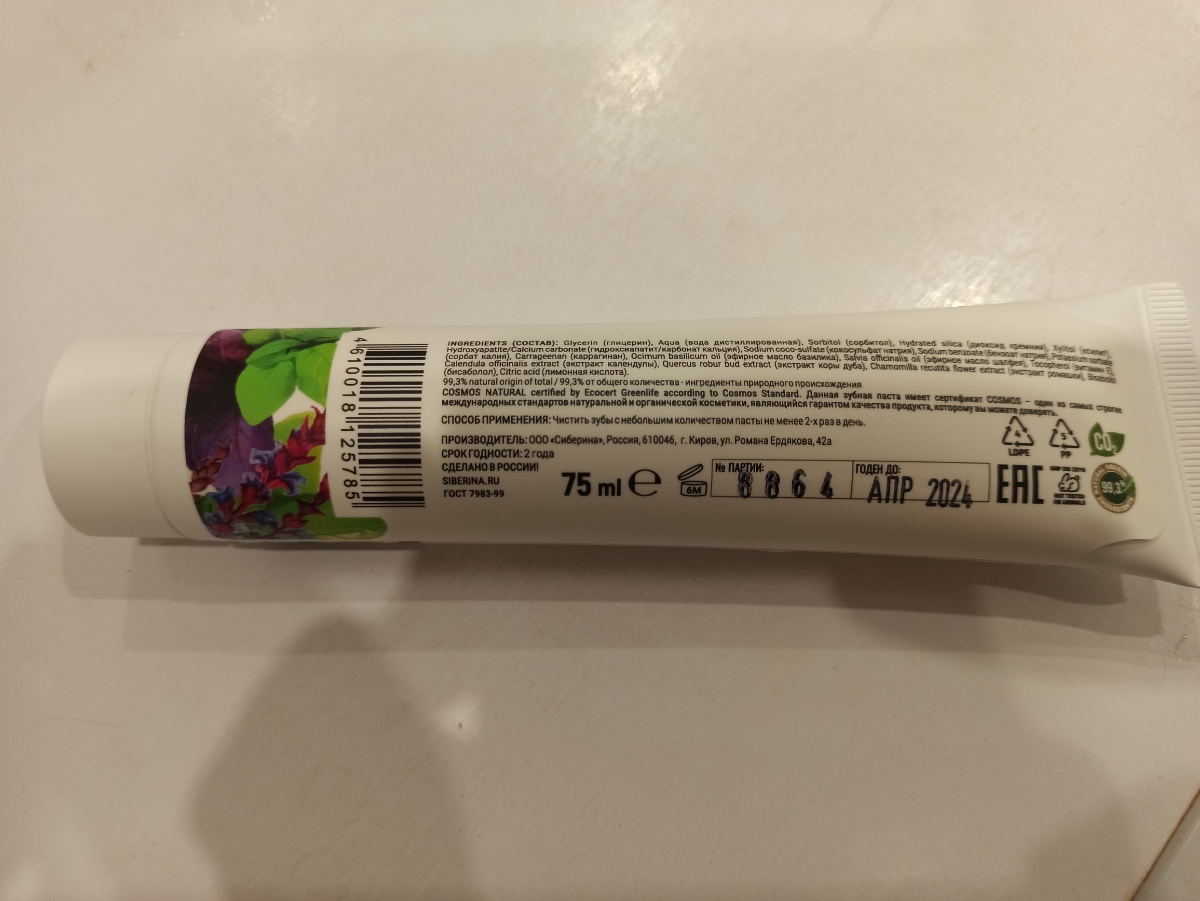 INGREDIENTS (СОСТАВ): Glycerin (глицерин), Aqua (вода дистиллированная), Sorbitol (сорбитол), Hydrated silica (диоксид кремния), Xylitol (ксилит),
Hydroxyapatite/Calcium carbonate (гидроксиапатит/карбонат кальция), Sodium coco-sulfate (кокосульфат натрия), Sodium benzoate (бензоат натрия), Potassium sorbate
(сорбат калия), Carrageenan (каррагинан), Ocimum basilicum oil (эфирное масло базилика), Salvia officinalis oil (эфирное масло шалфея), Tocopherol (витамин Е),
Calendula officinalis extract (экстракт календулы), Quercus robur bud extract (экстракт коры дуба), Chamomilla recutita flower extract (экстракт ромашки), Bisabolol
(бисаболол), Citric acid (лимонная кислота).
99,3% natural origin of total / 99,3% от общего количества - ингредиенты природного происхождения
COSMOS NATURAL certified by Ecocert Greenlife according to Cosmos Standard. Данная зубная паста имеет сертификат COSMOS – один из самых строгих
международных стандартов натуральной и органической косметики, являющийся гарантом качества продукта, которому вы можете доверять.
СПОСОБ ПРИМЕНЕНИЯ: Чистить зубы с небольшим количеством пасты не менее 2-х раз в день.
ПРОИЗВОДИТЕЛЬ: ООО «Сиберина», Россия, 610046, г. Киров, ул. Романа Ердякова, 42а
СРОК ГОДНОСТИ: 2 года
СДЕЛАНО В РОССИИ!
SIBERINA.RU
ГОСТ 7983-99
75 ml e
6M
№ ПАРТИИ:
8864
ГОДЕН ДО:
АПР 2024
EAC
4
LDPE
5
PP
CO2
NOT TESTED
ON ANIMALS
99,3%
4610018125785